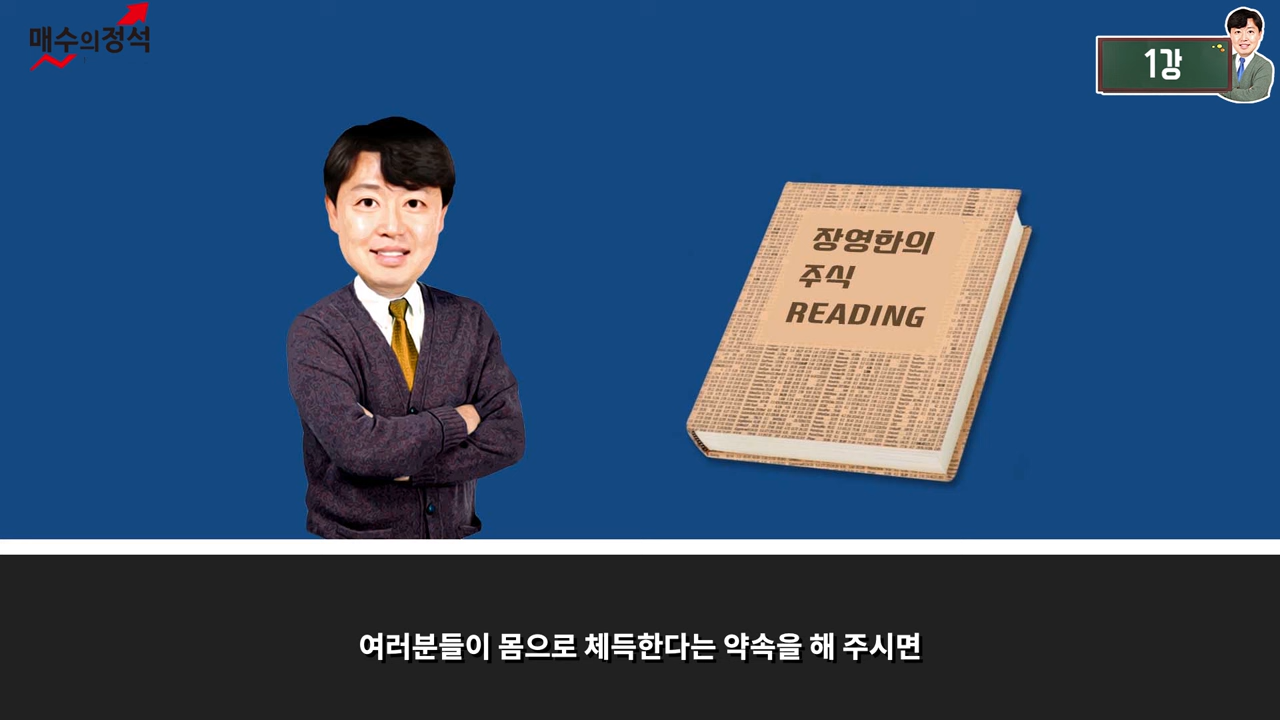 매수의정석
1강
장영한의
주식
READING
여러분들이 몸으로 체득한다는 약속을 해 주시면